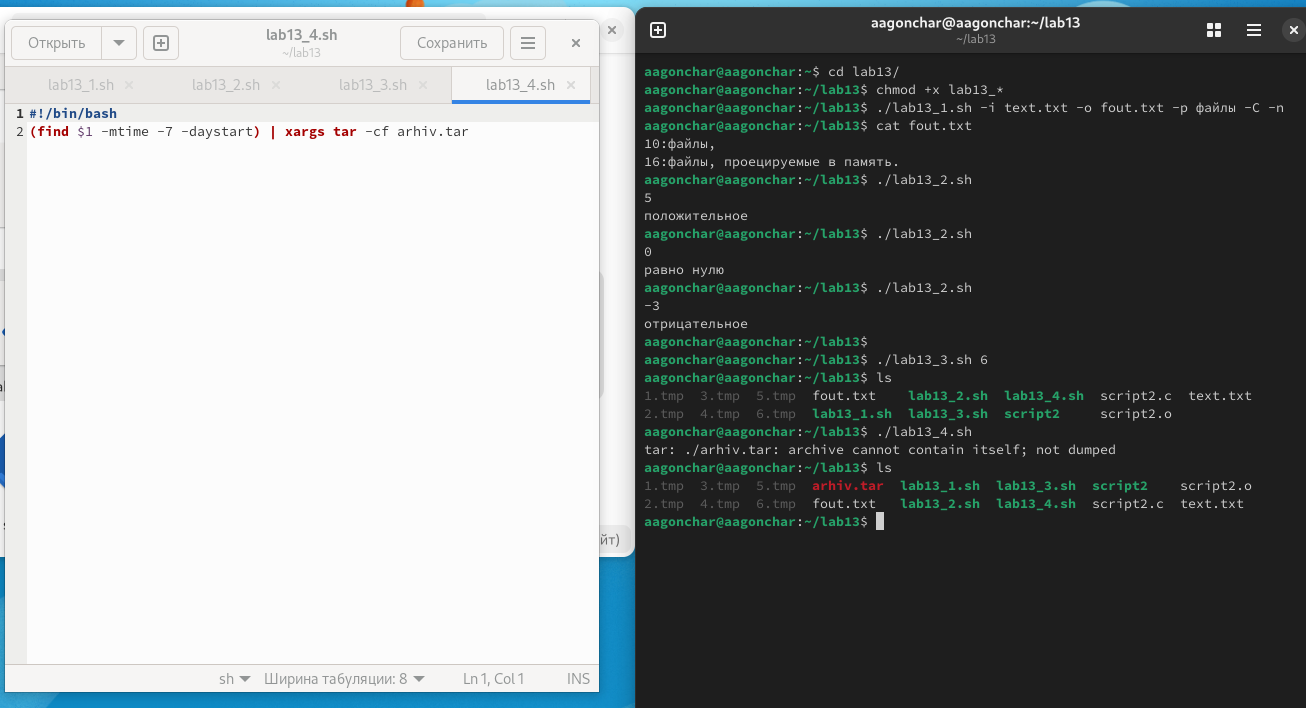 Открыть
lab13_4.sh
~/lab13
Сохранить
lab13_1.sh
lab13_2.sh
lab13_3.sh
lab13_4.sh
1 #!/bin/bash
2 (find $1 -mtime -7 -daystart) | xargs tar -cf arhiv.tar
sh
Ширина табуляции: 8
Ln 1, Col 1
INS
йт)
aagonchar@aagonchar:~/lab13
~/lab13
aagonchar@aagonchar:~$ cd lab13/
aagonchar@aagonchar:~/lab13$ chmod +x lab13_*
aagonchar@aagonchar:~/lab13$ ./lab13_1.sh -i text.txt -o fout.txt -p файлы -C -n
aagonchar@aagonchar:~/lab13$ cat fout.txt
10:файлы,
16:файлы, проецируемые в память.
aagonchar@aagonchar:~/lab13$ ./lab13_2.sh
5
положительное
aagonchar@aagonchar:~/lab13$ ./lab13_2.sh
0
равно нулю
aagonchar@aagonchar:~/lab13$ ./lab13_2.sh
-3
отрицательное
aagonchar@aagonchar:~/lab13$
aagonchar@aagonchar:~/lab13$ ./lab13_3.sh 6
aagonchar@aagonchar:~/lab13$ ls
1.tmp 3.tmp 5.tmp fout.txt lab13_2.sh lab13_4.sh script2.c text.txt
2.tmp 4.tmp 6.tmp lab13_1.sh lab13_3.sh script2 script2.o
aagonchar@aagonchar:~/lab13$ ./lab13_4.sh
tar: ./arhiv.tar: archive cannot contain itself; not dumped
aagonchar@aagonchar:~/lab13$ ls
1.tmp 3.tmp 5.tmp arhiv.tar lab13_1.sh lab13_3.sh script2 script2.o
2.tmp 4.tmp 6.tmp fout.txt lab13_2.sh lab13_4.sh script2.c text.txt
aagonchar@aagonchar:~/lab13$